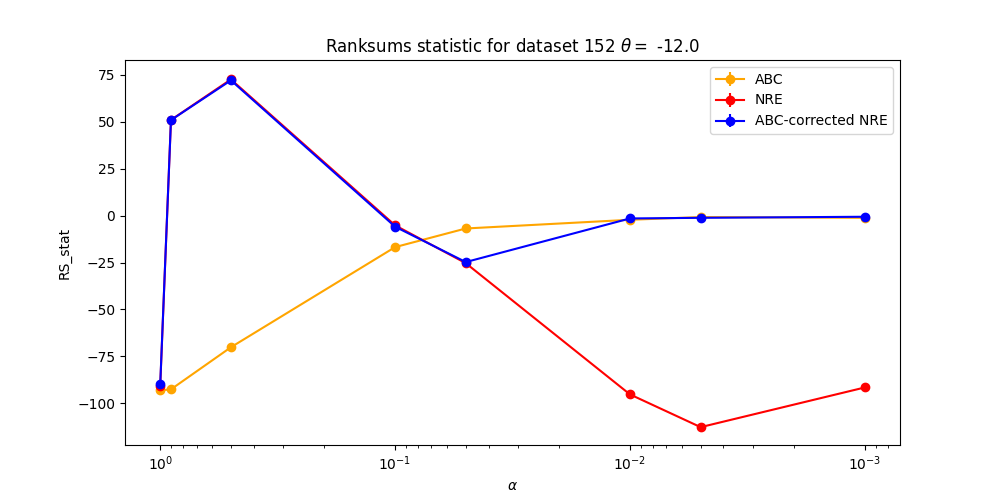 Ranksums statistic for dataset 152 θ = -12.0
ABC
NRE
ABC-corrected NRE
RS_stat
75
50
25
0
−25
−50
−75
−100
10⁰
10⁻¹
10⁻²
10⁻³
α